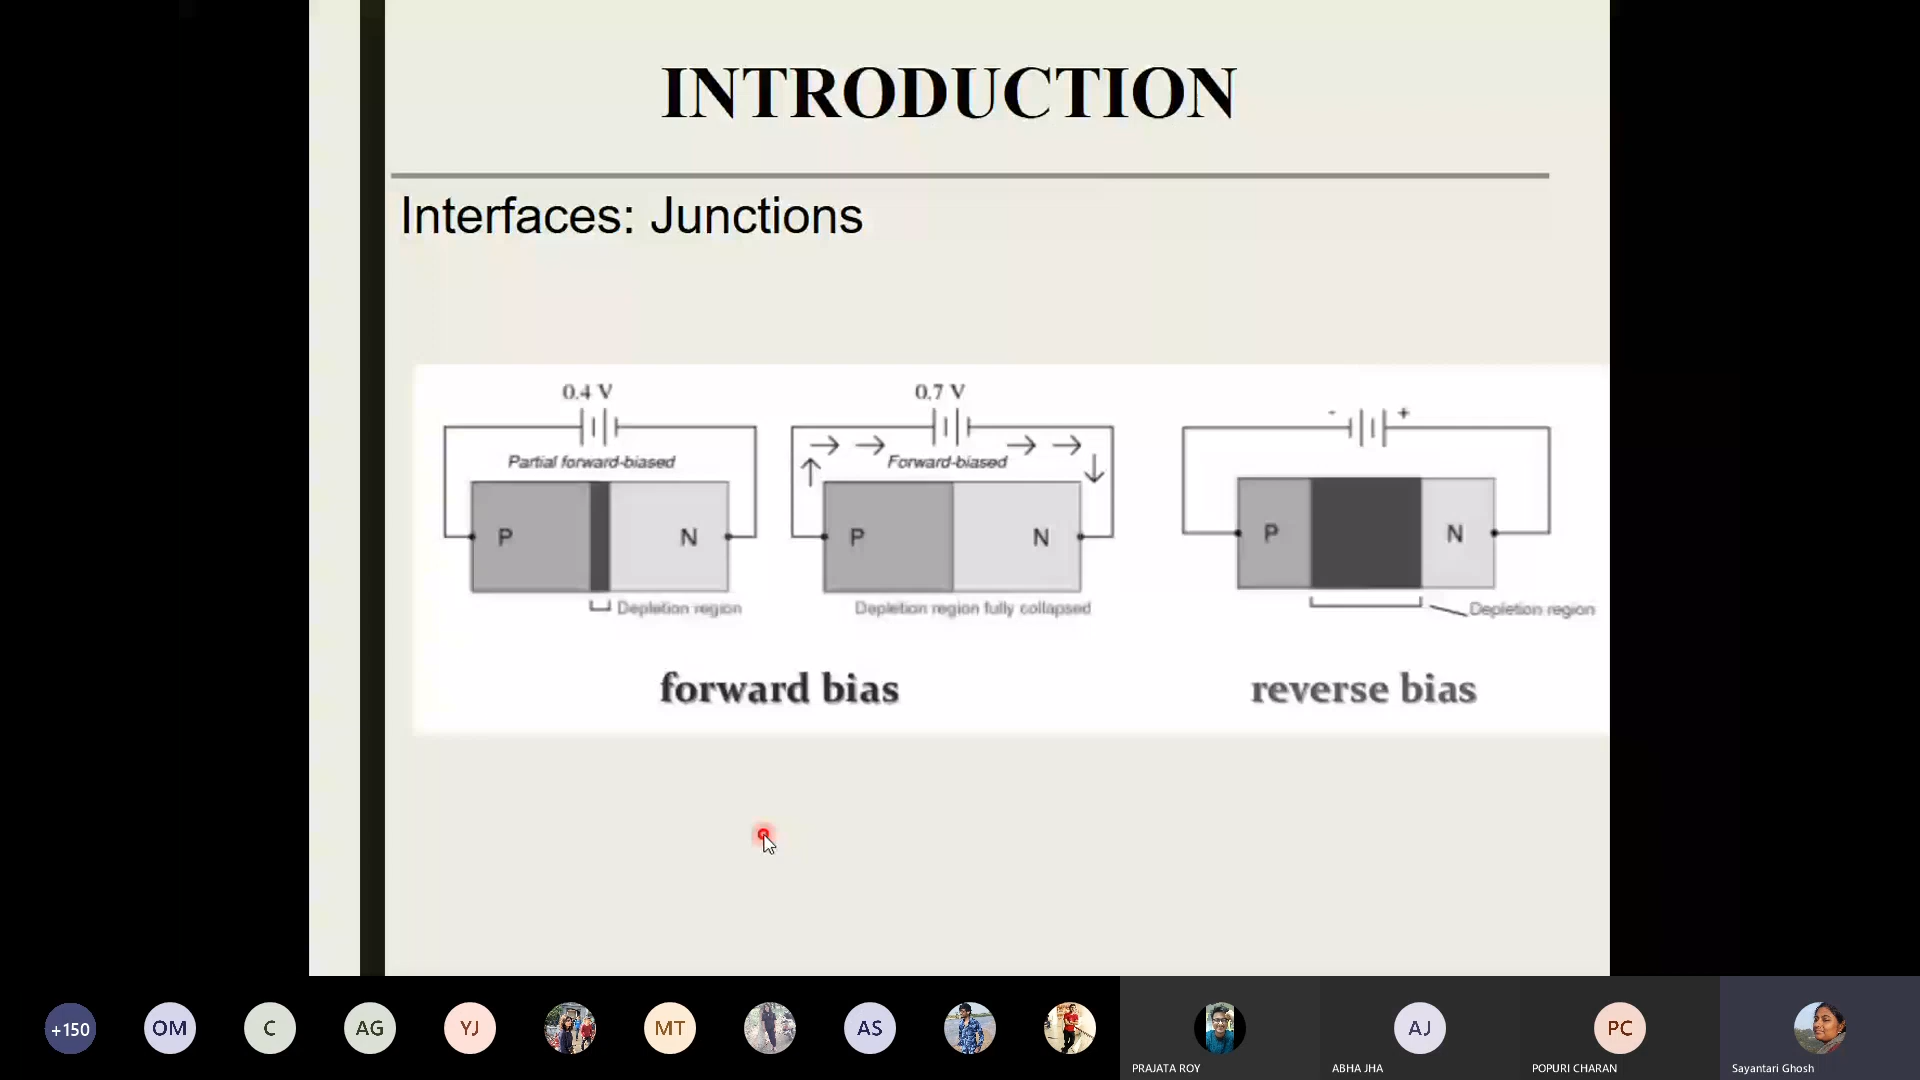 INTRODUCTION
Interfaces: Junctions
0.4 V
Partial forward-biased
P
N
Depletion region
0.7 V
Forward-biased
P
N
Depletion region fully collapsed
forward bias
- +
P
N
Depletion region
reverse bias
+150
OM
C
AG
YJ
MT
AS
PRAJATA ROY
AJ
ABHA JHA
PC
POPURI CHARAN
Sayantari Ghosh